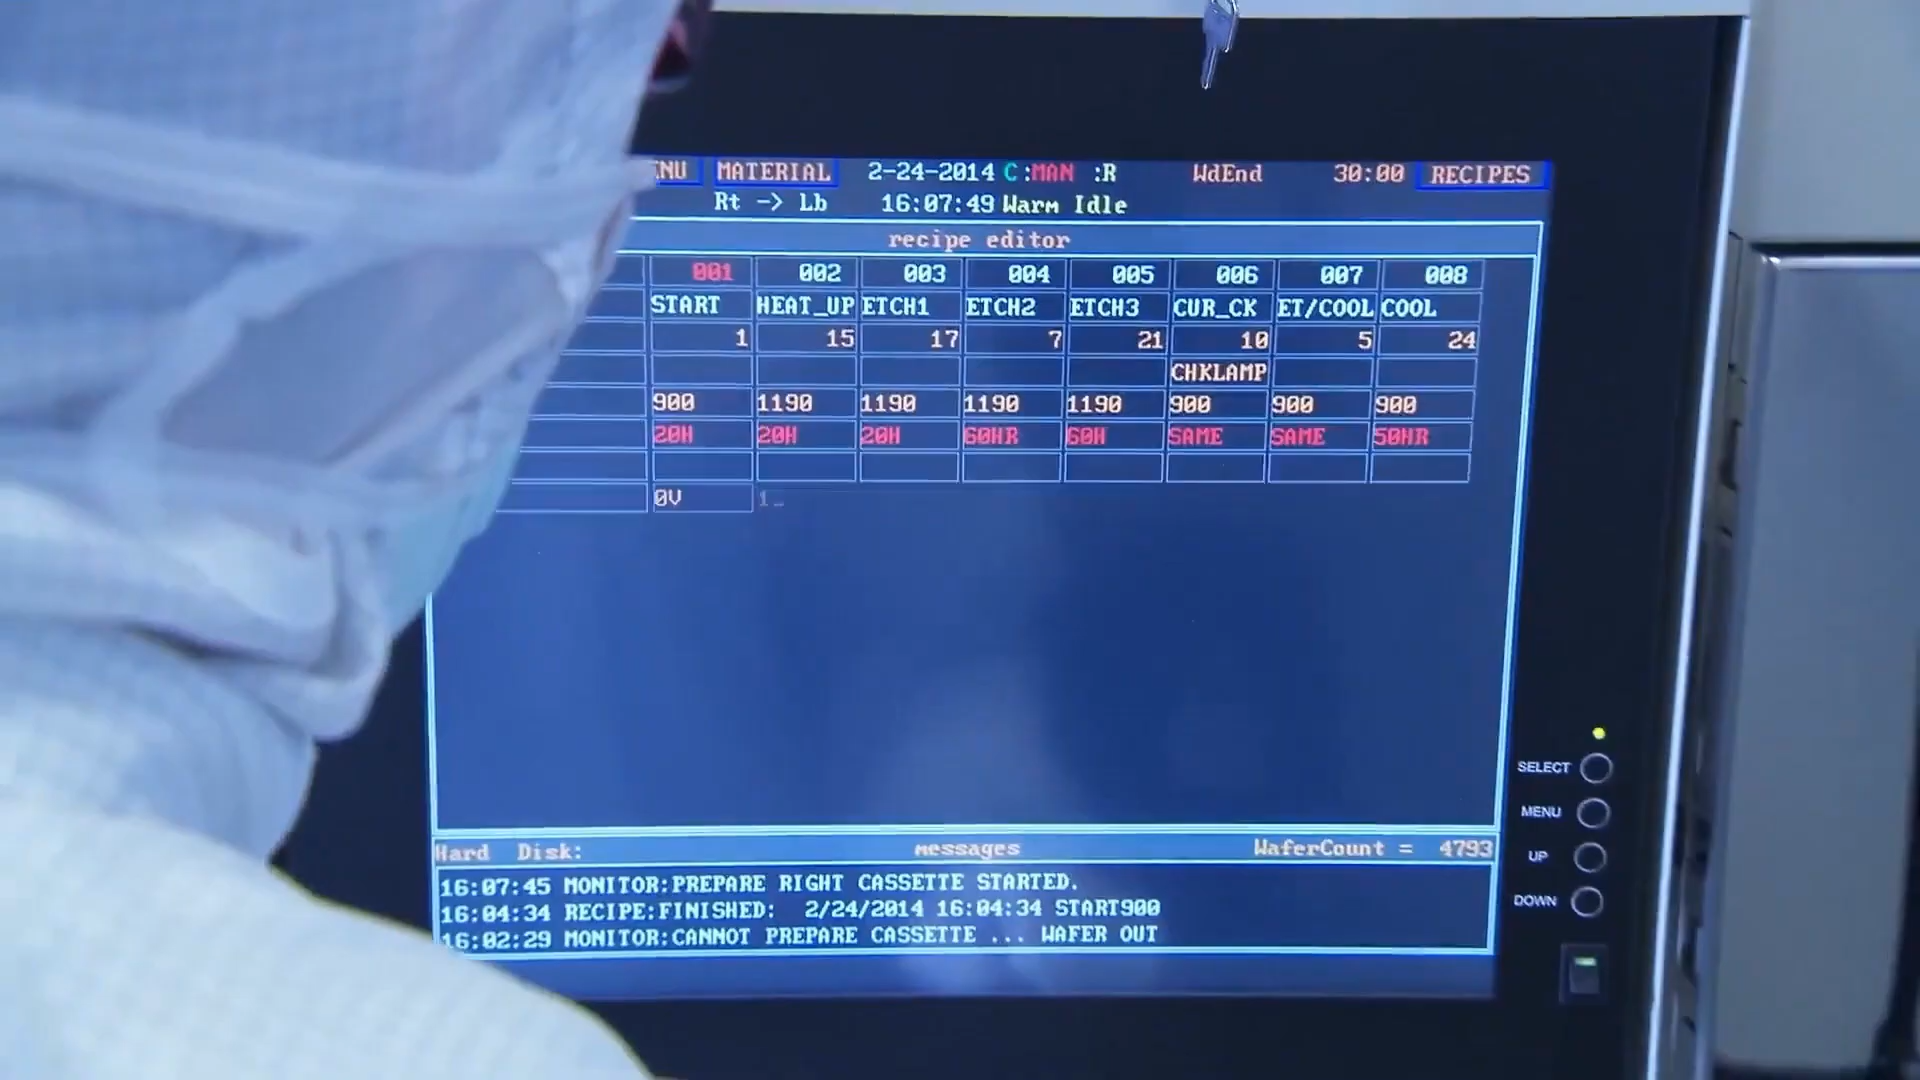 MATERIAL 2-24-2014 C:MAN :R WdEnd 30:00 RECIPES
Rt -> Lb 16:07:49 Warm Idle
recipe editor
001 002 003 004 005 006 007 008
START HEAT_UP ETCH1 ETCH2 ETCH3 CUR_CK ET/COOL COOL
1 15 17 7 21 10 5 24
CHKLAMP
900 1190 1190 1190 1190 900 900 900
20H 20H 20H 60HR 60H SAME SAME 50HR
0V 1_
Hard Disk: messages WaferCount = 4793
16:07:45 MONITOR:PREPARE RIGHT CASSETTE STARTED.
16:04:34 RECIPE:FINISHED: 2/24/2014 16:04:34 START900
16:02:29 MONITOR:CANNOT PREPARE CASSETTE ... WAFER OUT
SELECT
MENU
UP
DOWN